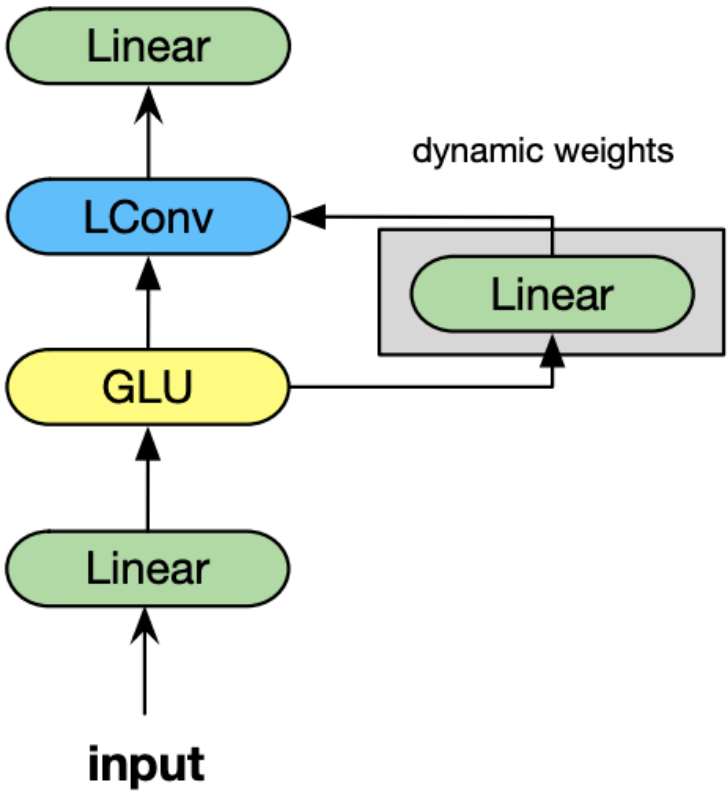 Linear
dynamic weights
LConv
Linear
GLU
Linear
input